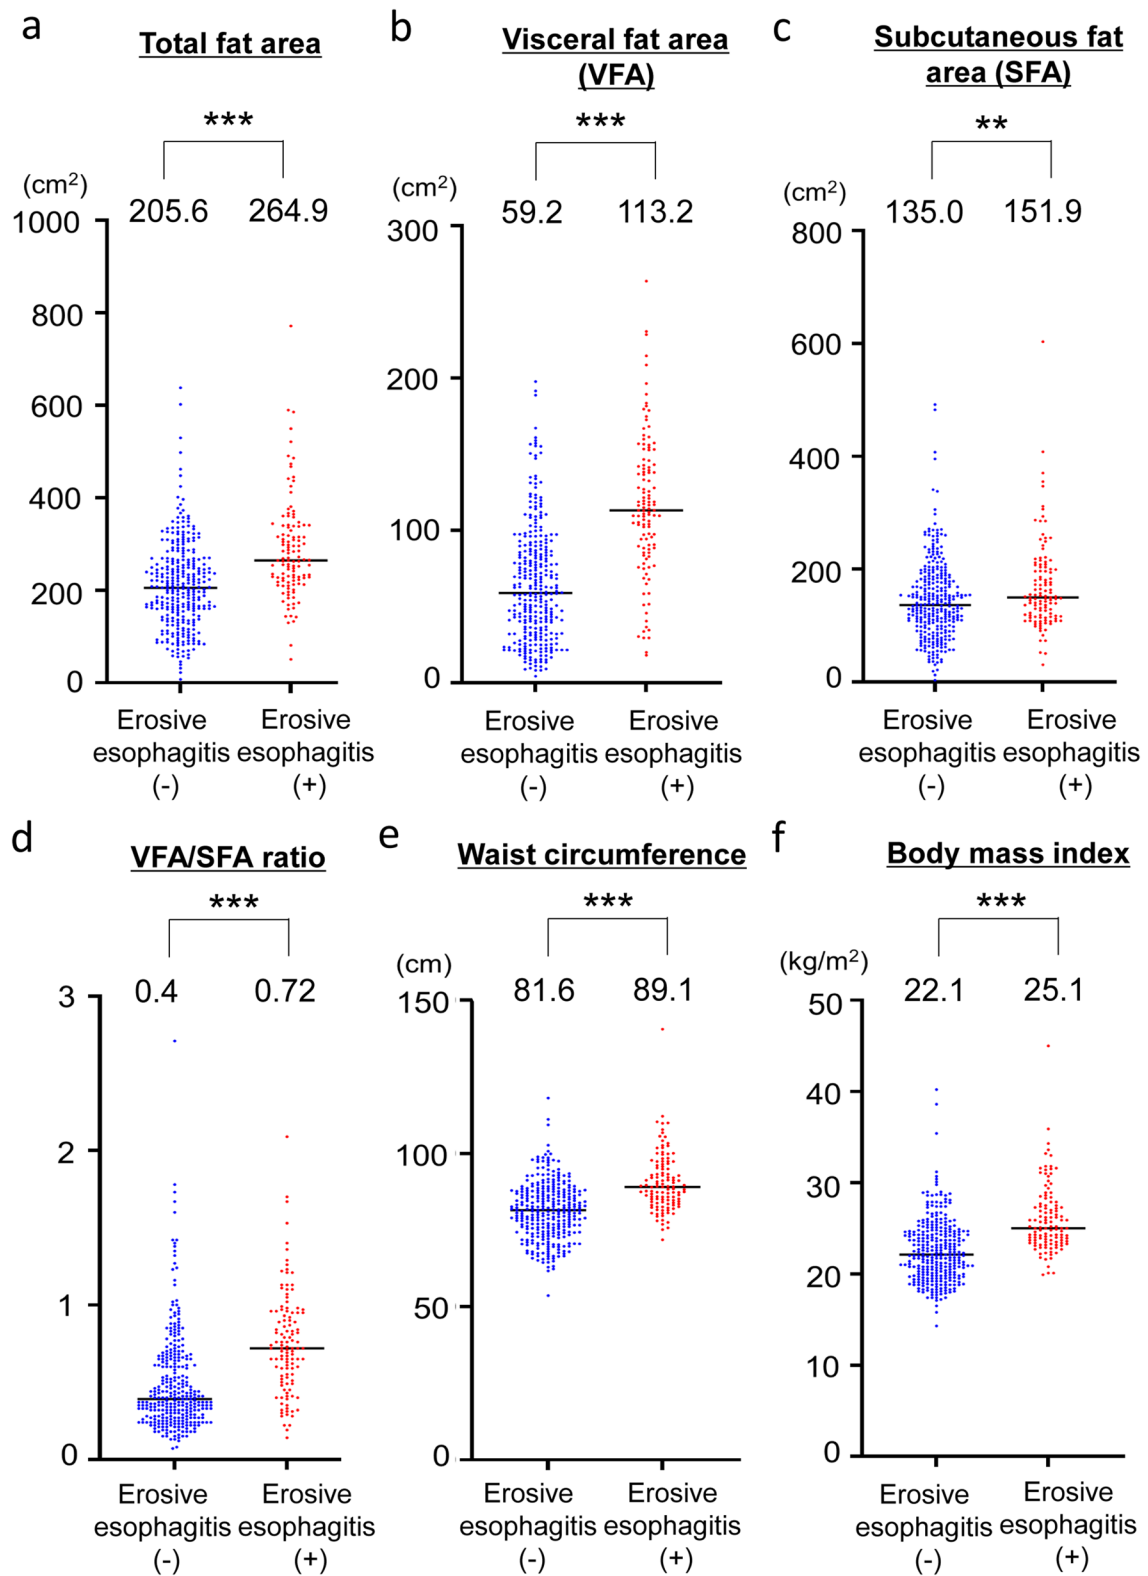 a
Total fat area
***
(cm2)
205.6 264.9
1000
800
600
400
200
0
Erosive Erosive
esophagitis esophagitis
(-) (+)
b
Visceral fat area
(VFA)
***
(cm2)
59.2 113.2
300
200
100
0
Erosive Erosive
esophagitis esophagitis
(-) (+)
c
Subcutaneous fat
area (SFA)
**
(cm2)
135.0 151.9
800
600
400
200
0
Erosive Erosive
esophagitis esophagitis
(-) (+)
d
VFA/SFA ratio
***
0.4 0.72
3
2
1
0
Erosive Erosive
esophagitis esophagitis
(-) (+)
e
Waist circumference
***
(cm)
81.6 89.1
150
100
50
0
Erosive Erosive
esophagitis esophagitis
(-) (+)
f
Body mass index
***
(kg/m2)
22.1 25.1
50
40
30
20
10
0
Erosive Erosive
esophagitis esophagitis
(-) (+)